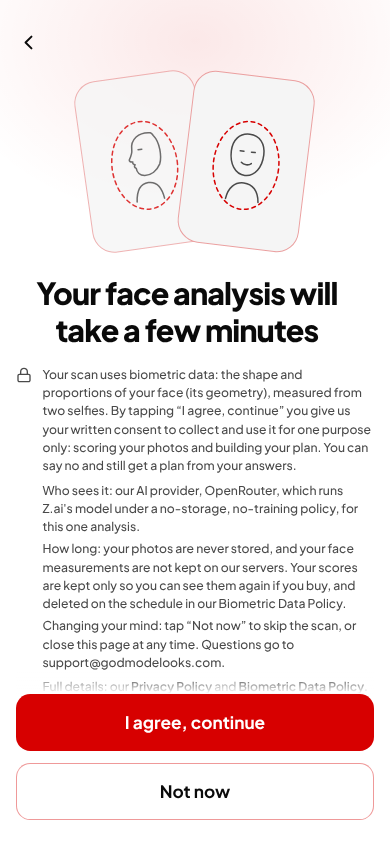 Your face analysis will
take a few minutes
Your scan uses biometric data: the shape and
proportions of your face (its geometry), measured from
two selfies. By tapping “I agree, continue” you give us
your written consent to collect and use it for one purpose
only: scoring your photos and building your plan. You can
say no and still get a plan from your answers.
Who sees it: our AI provider, OpenRouter, which runs
Z.ai's model under a no-storage, no-training policy, for
this one analysis.
How long: your photos are never stored, and your face
measurements are not kept on our servers. Your scores
are kept only so you can see them again if you buy, and
deleted on the schedule in our Biometric Data Policy.
Changing your mind: tap “Not now” to skip the scan, or
close this page at any time. Questions go to
support@godmodelooks.com.
Full details: our Privacy Policy and Biometric Data Policy
I agree, continue
Not now